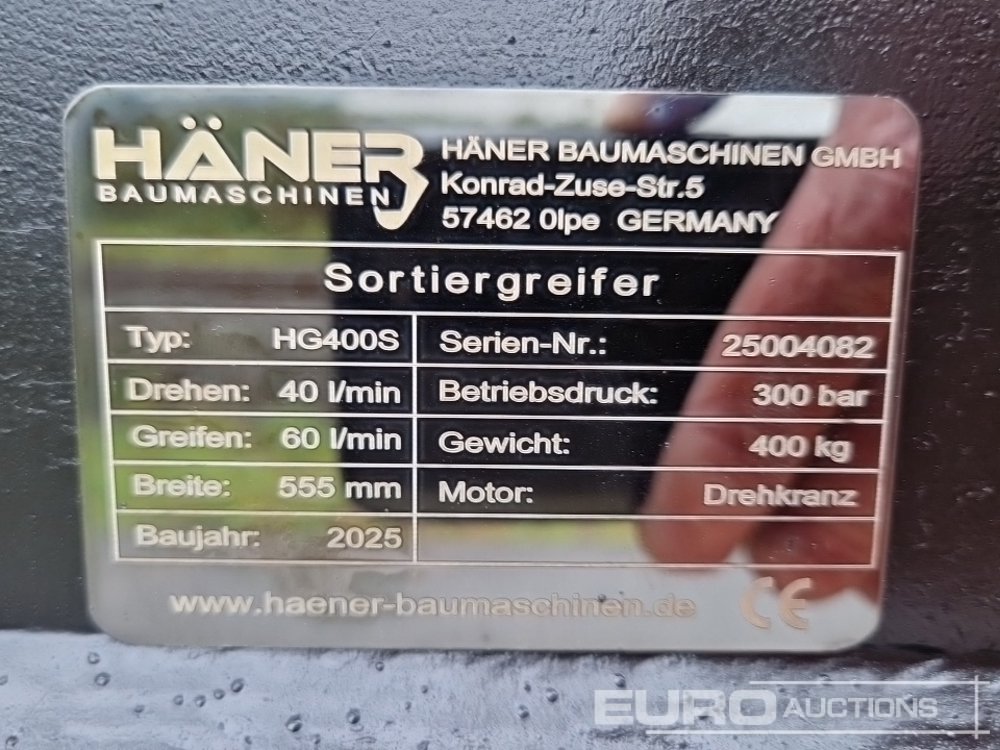 HÄNER
BAUMASCHINEN
HÄNER BAUMASCHINEN GMBH
Konrad-Zuse-Str.5
57462 Olpe GERMANY
Sortiergreifer
Typ: HG400S
Serien-Nr.: 25004082
Drehen: 40 l/min
Betriebsdruck: 300 bar
Greifen: 60 l/min
Gewicht: 400 kg
Breite: 555 mm
Motor: Drehkranz
Baujahr: 2025
www.haener-baumaschinen.de CE
EURO AUCTIONS